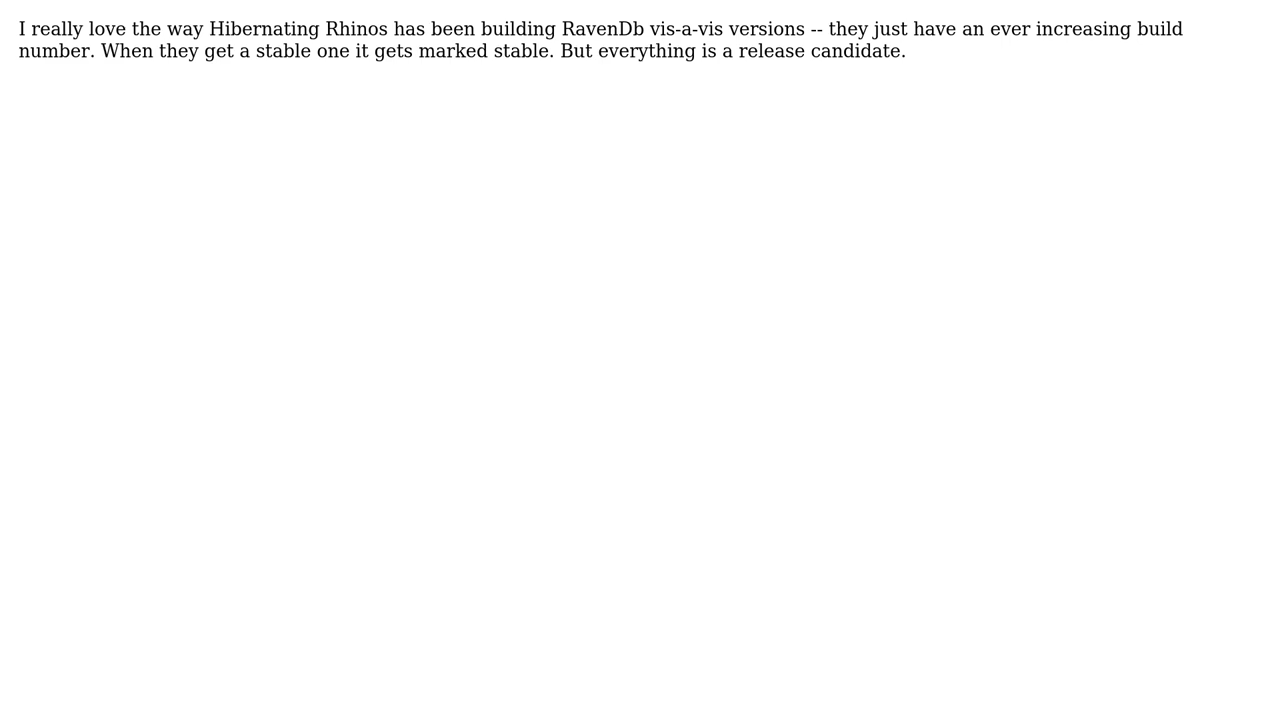 I really love the way Hibernating Rhinos has been building RavenDb vis-a-vis versions -- they just have an ever increasing build
number. When they get a stable one it gets marked stable. But everything is a release candidate.